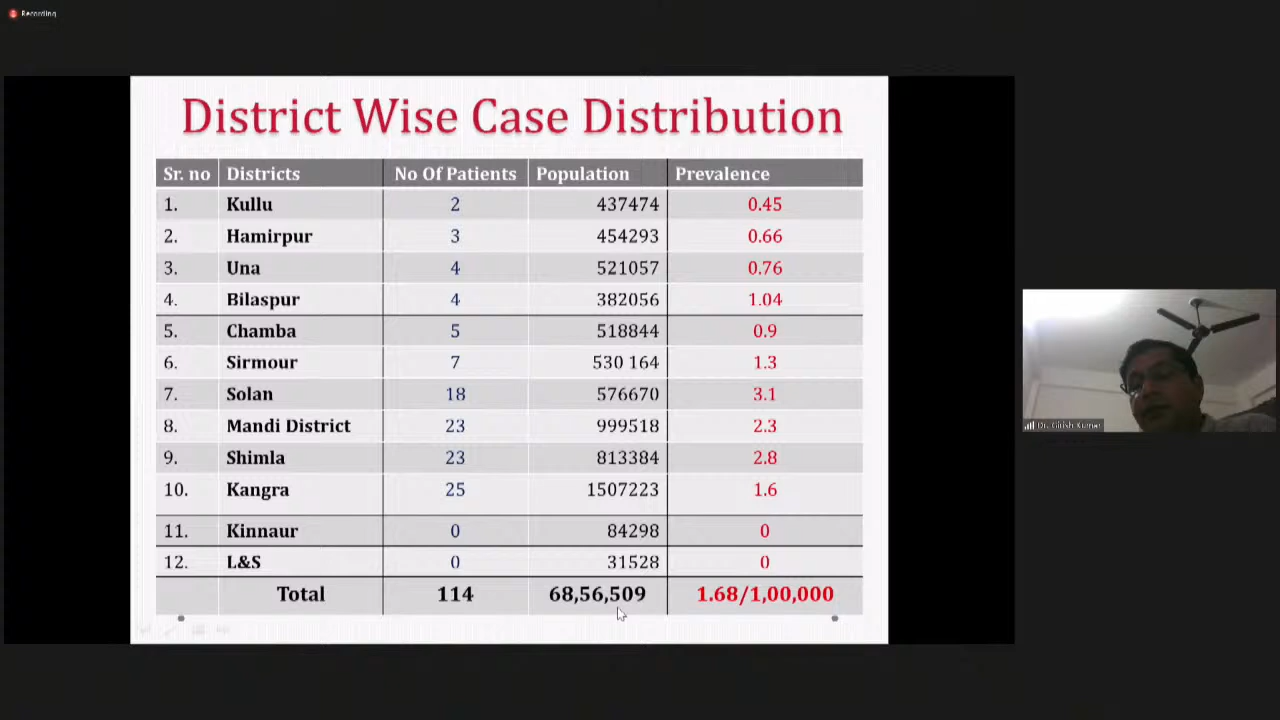 Recording
District Wise Case Distribution
Sr. no Districts No Of Patients Population Prevalence
1. Kullu 2 437474 0.45
2. Hamirpur 3 454293 0.66
3. Una 4 521057 0.76
4. Bilaspur 4 382056 1.04
5. Chamba 5 518844 0.9
6. Sirmour 7 530 164 1.3
7. Solan 18 576670 3.1
8. Mandi District 23 999518 2.3
9. Shimla 23 813384 2.8
10. Kangra 25 1507223 1.6
11. Kinnaur 0 84298 0
12. L&S 0 31528 0
Total 114 68,56,509 1.68/1,00,000
Dr. Girish Kumar